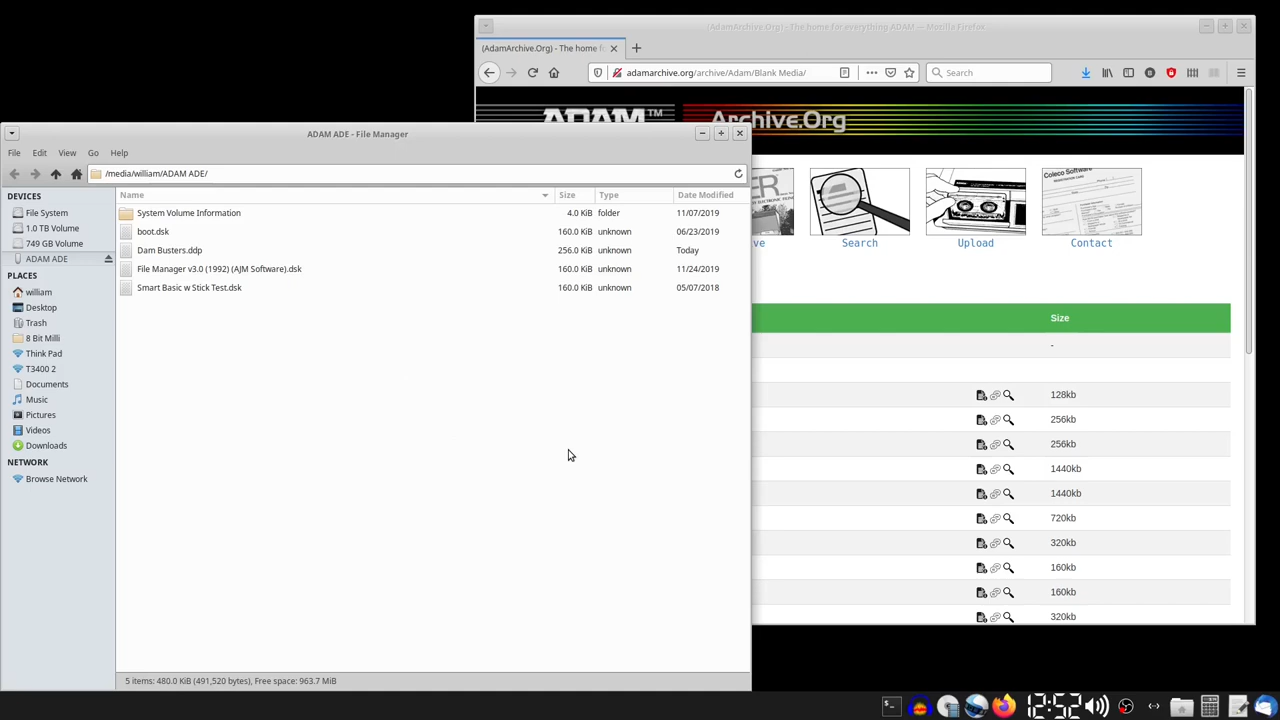 (AdamArchive.Org) - The home for everything ADAM — Mozilla Firefox
(AdamArchive.Org) - The home f
adamarchive.org/archive/Adam/Blank Media/
Search
ADAM™ Archive.Org
ve
Search
Upload
Contact
Size
-
128kb
256kb
256kb
1440kb
1440kb
720kb
320kb
160kb
160kb
320kb
ADAM ADE - File Manager
File Edit View Go Help
/media/william/ADAM ADE/
DEVICES
File System
1.0 TB Volume
749 GB Volume
ADAM ADE
PLACES
william
Desktop
Trash
8 Bit Milli
Think Pad
T3400 2
Documents
Music
Pictures
Videos
Downloads
NETWORK
Browse Network
Name Size Type Date Modified
System Volume Information 4.0 KiB folder 11/07/2019
boot.dsk 160.0 KiB unknown 06/23/2019
Dam Busters.ddp 256.0 KiB unknown Today
File Manager v3.0 (1992) (AJM Software).dsk 160.0 KiB unknown 11/24/2019
Smart Basic w Stick Test.dsk 160.0 KiB unknown 05/07/2018
5 items: 480.0 KiB (491,520 bytes), Free space: 963.7 MiB
12:52